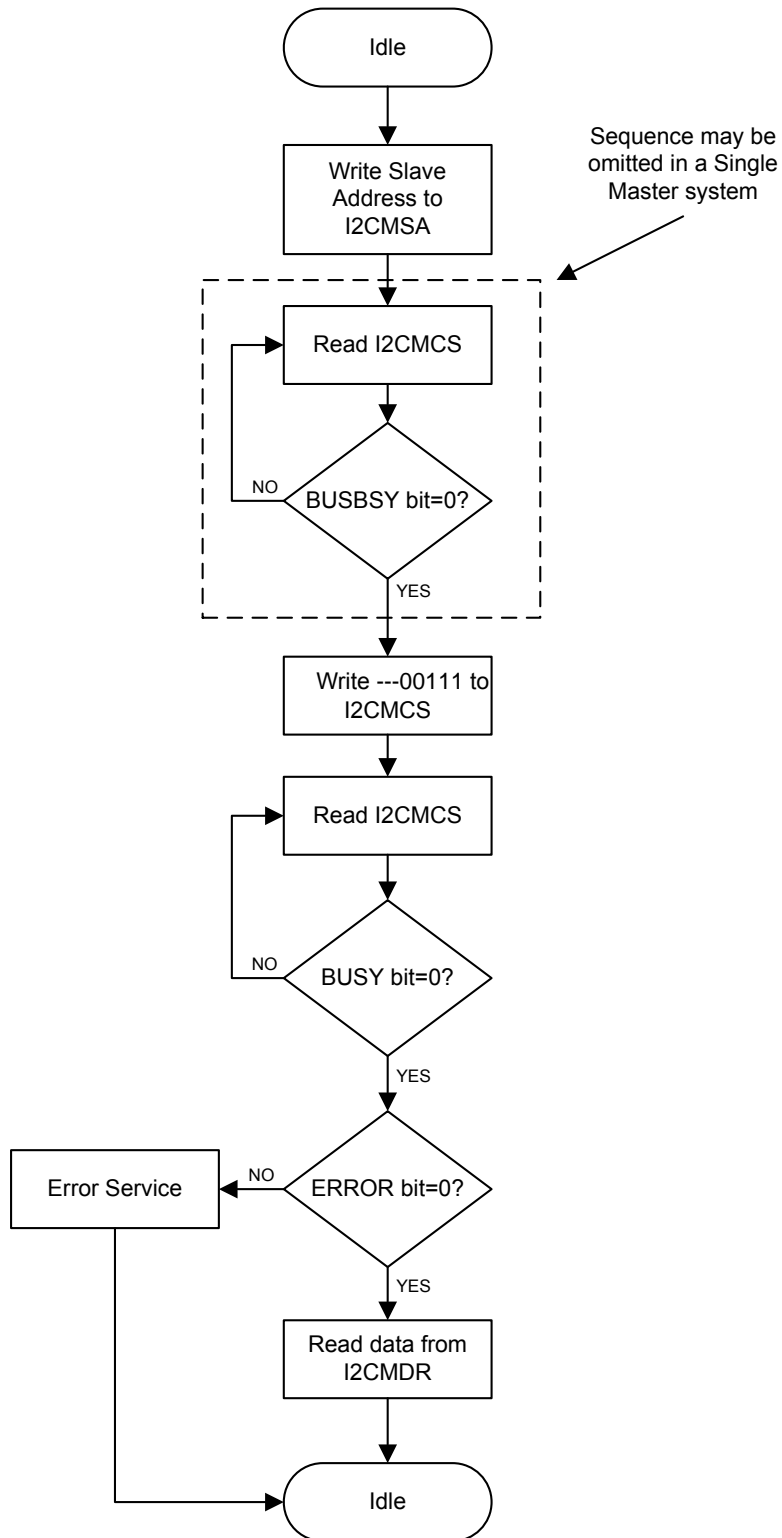 Idle
Sequence may be
omitted in a Single
Master system
Write Slave
Address to
I2CMSA
Read I2CMCS
NO
BUSBSY bit=0?
YES
Write ---00111 to
I2CMCS
Read I2CMCS
NO
BUSY bit=0?
YES
Error Service
NO
ERROR bit=0?
YES
Read data from
I2CMDR
Idle